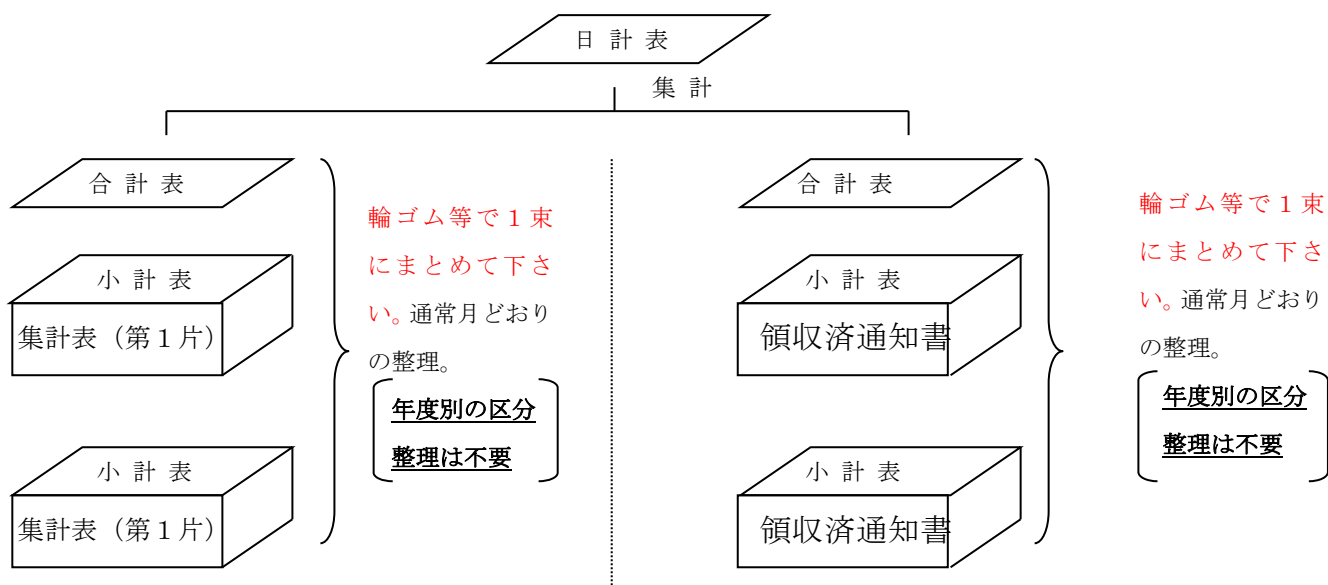 日 計 表
集 計
合 計 表
小 計 表
集計表（第１片）
小 計 表
集計表（第１片）
輪ゴム等で１束
にまとめて下さ
い。通常月どおり
の整理。
年度別の区分
整理は不要
合 計 表
小 計 表
領収済通知書
小 計 表
領収済通知書
輪ゴム等で１束
にまとめて下さ
い。通常月どおり
の整理。
年度別の区分
整理は不要